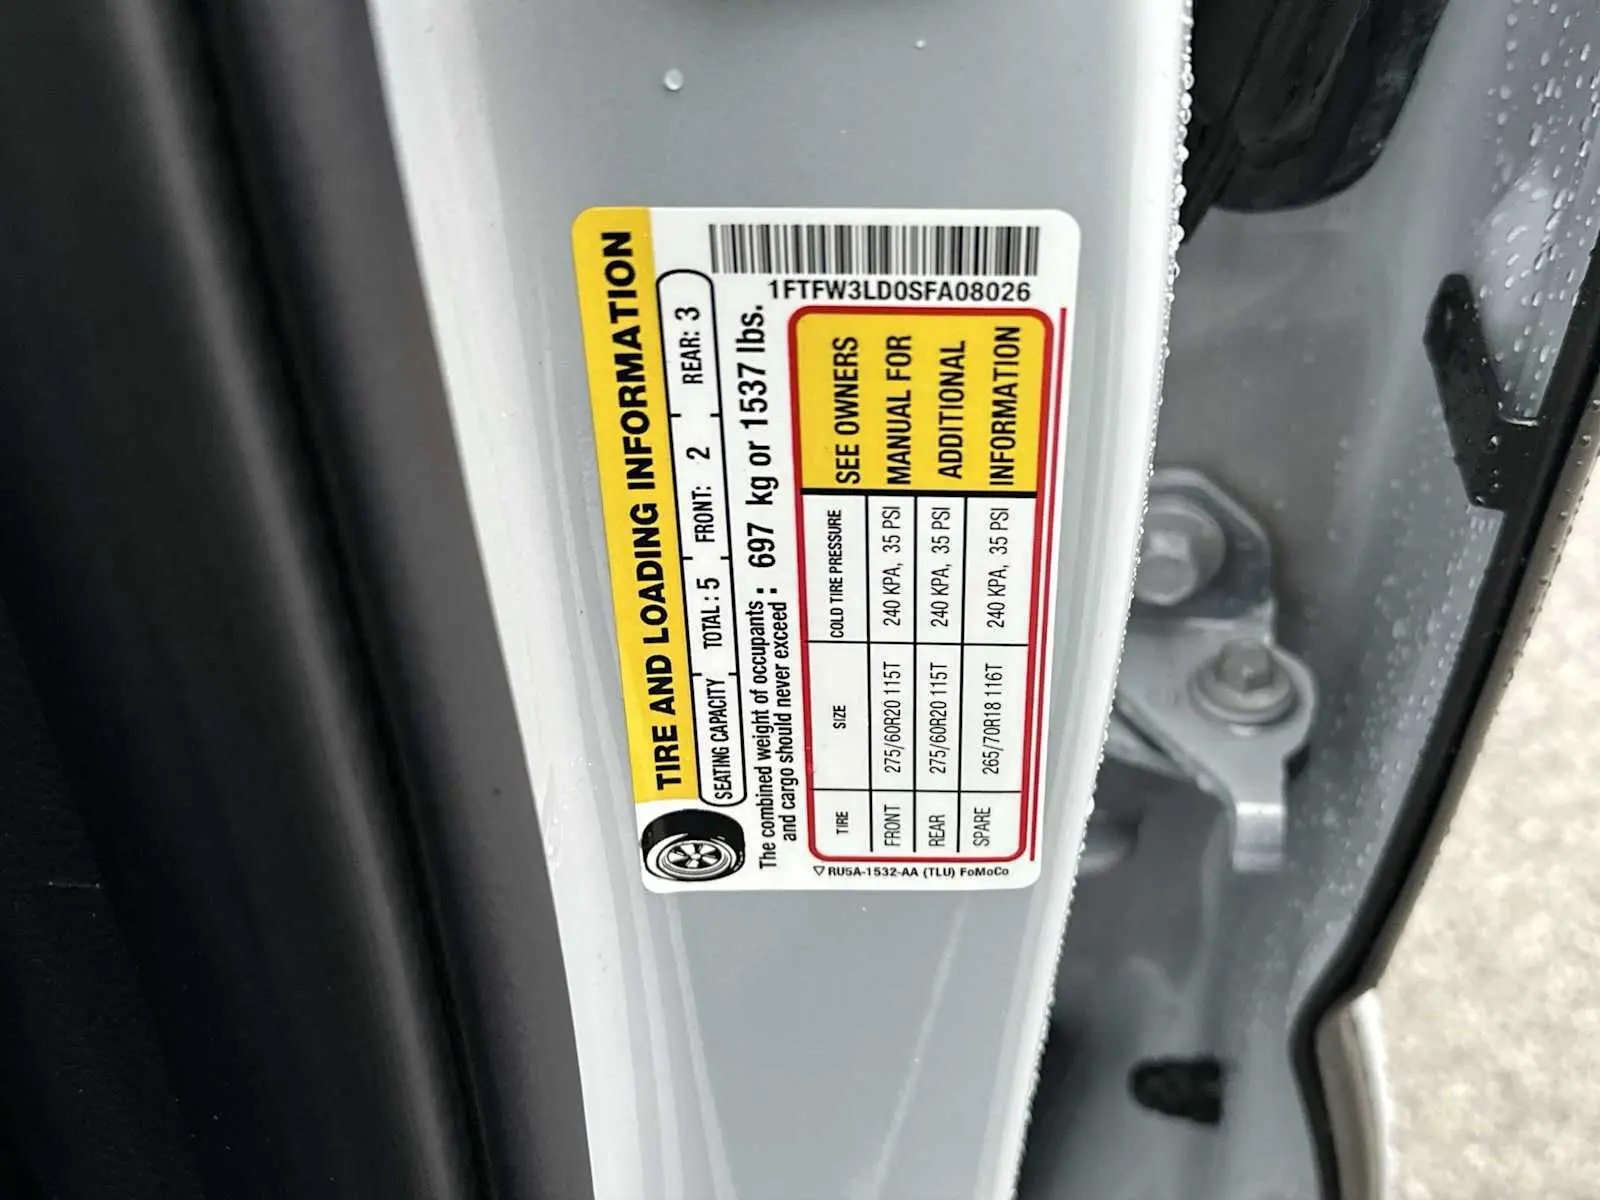 1FTFW3LD0SFA08026
TIRE AND LOADING INFORMATION
SEATING CAPACITY TOTAL: 5 FRONT: 2 REAR: 3
The combined weight of occupants
and cargo should never exceed : 697 kg or 1537 lbs.
TIRE SIZE COLD TIRE PRESSURE
FRONT 275/60R20 115T 240 KPA, 35 PSI
REAR 275/60R20 115T 240 KPA, 35 PSI
SPARE 265/70R18 116T 240 KPA, 35 PSI
SEE OWNERS
MANUAL FOR
ADDITIONAL
INFORMATION
RU5A-1532-AA (TLU) FoMoCo